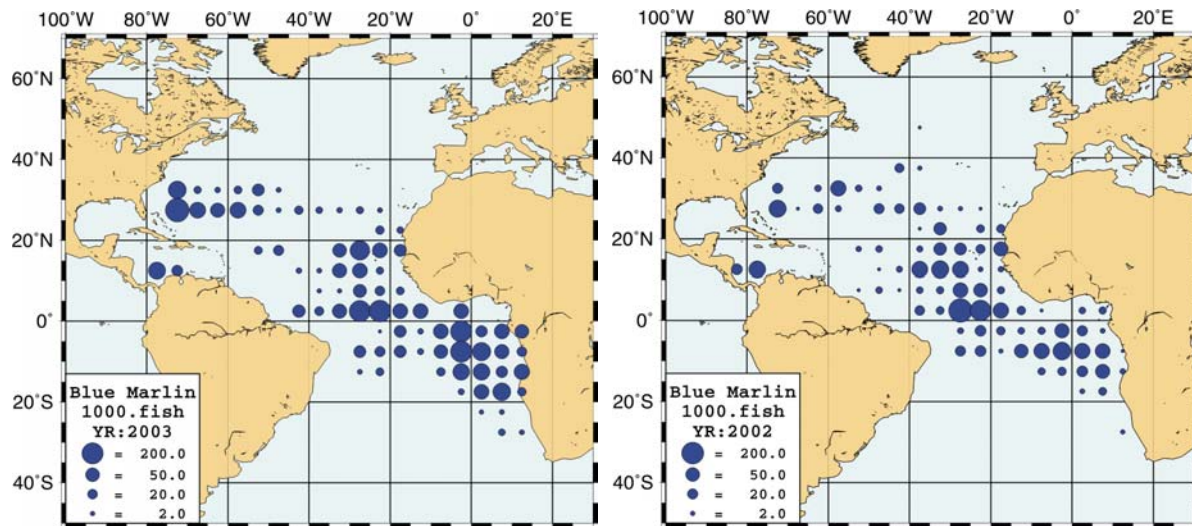 100˚W 80˚W 60˚W 40˚W 20˚W 0˚ 20˚E
60˚N
40˚N
20˚N
0˚
20˚S
40˚S
Blue Marlin
1000.fish
YR:2003
= 200.0
= 50.0
= 20.0
= 2.0
100˚W 80˚W 60˚W 40˚W 20˚W 0˚ 20˚E
60˚N
40˚N
20˚N
0˚
20˚S
40˚S
Blue Marlin
1000.fish
YR:2002
= 200.0
= 50.0
= 20.0
= 2.0